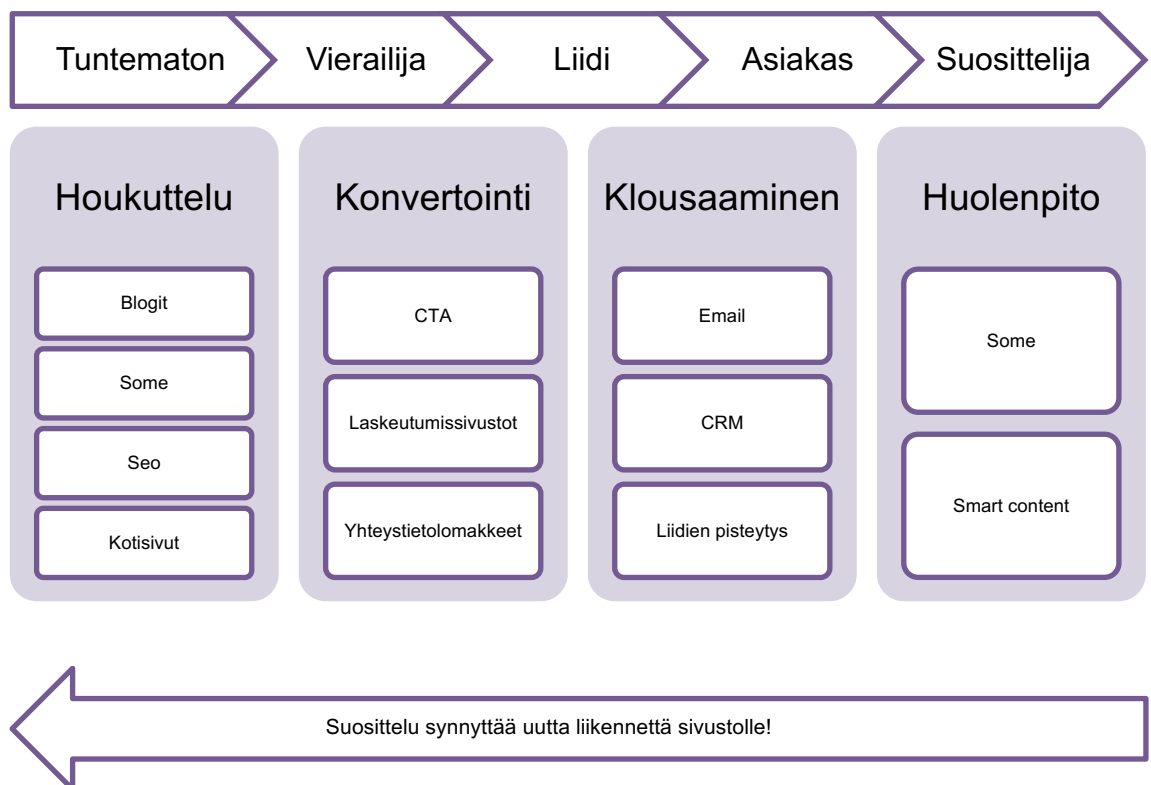 Tuntematon
Vierailija
Liidi
Asiakas
Suosittelija
Houkuttelu
Blogit
Some
Seo
Kotisivut
Konvertointi
CTA
Laskeutumissivustot
Yhteystietolomakkeet
Klousaaminen
Email
CRM
Liidien pisteytys
Huolenpito
Some
Smart content
Suosittelu synnyttää uutta liikennettä sivustolle!